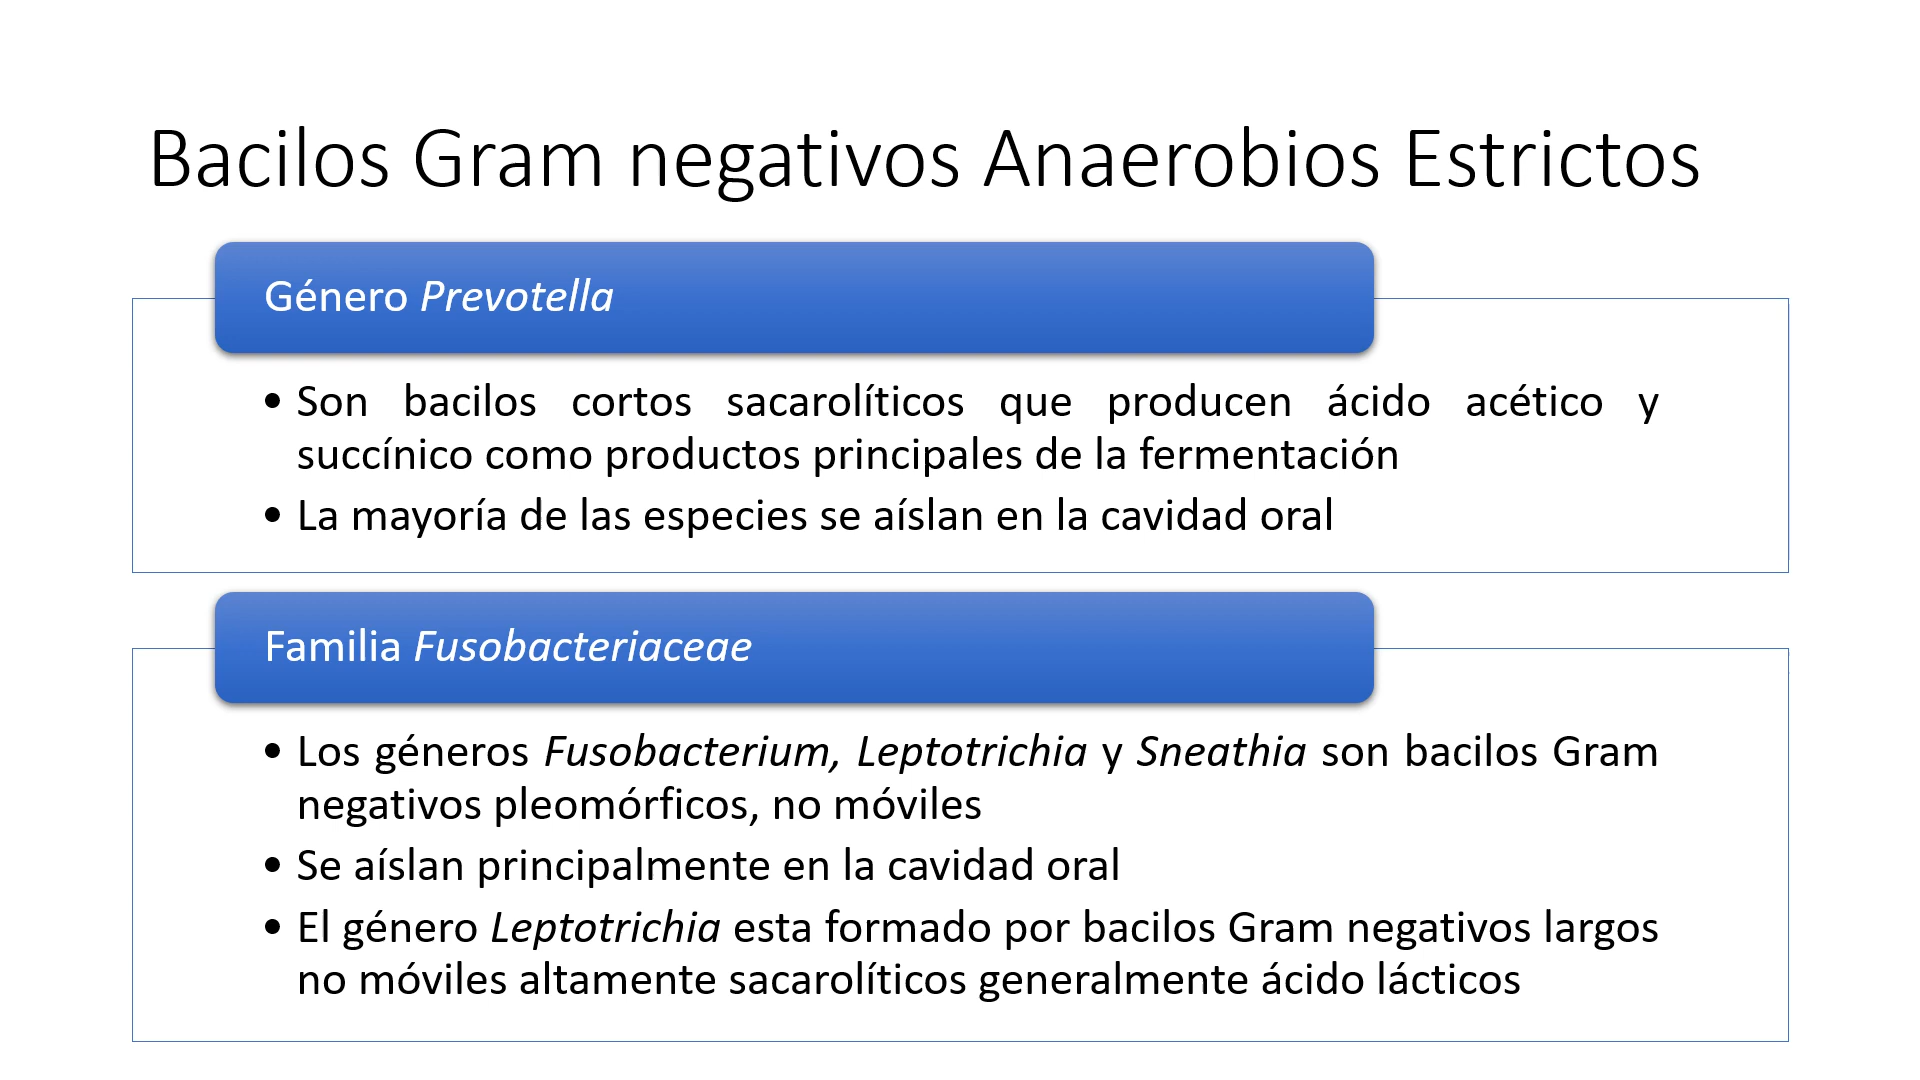 Bacilos Gram negativos Anaerobios Estrictos
Género Prevotella
• Son bacilos cortos sacarolíticos que producen ácido acético y
succínico como productos principales de la fermentación
• La mayoría de las especies se aíslan en la cavidad oral
Familia Fusobacteriaceae
• Los géneros Fusobacterium, Leptotrichia y Sneathia son bacilos Gram
negativos pleomórficos, no móviles
• Se aíslan principalmente en la cavidad oral
• El género Leptotrichia esta formado por bacilos Gram negativos largos
no móviles altamente sacarolíticos generalmente ácido lácticos